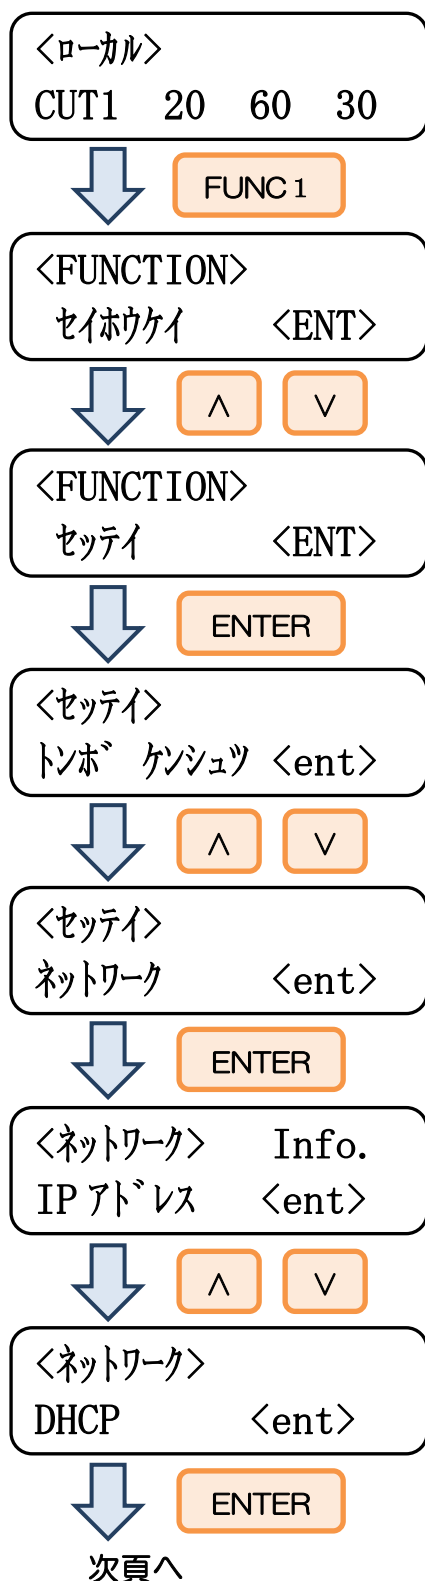 <ﾛｰｶﾙ>
CUT1 20 60 30
FUNC1
<FUNCTION>
ｾｲﾎｳｹｲ <ENT>
∧ ∨
<FUNCTION>
ｾｯﾃｲ <ENT>
ENTER
<ｾｯﾃｲ>
ﾄﾝﾎﾞ ｹﾝｼｭﾂ <ent>
∧ ∨
<ｾｯﾃｲ>
ﾈｯﾄﾜｰｸ <ent>
ENTER
<ﾈｯﾄﾜｰｸ> Info.
IPｱﾄﾞﾚｽ <ent>
∧ ∨
<ﾈｯﾄﾜｰｸ>
DHCP <ent>
ENTER
次頁へ